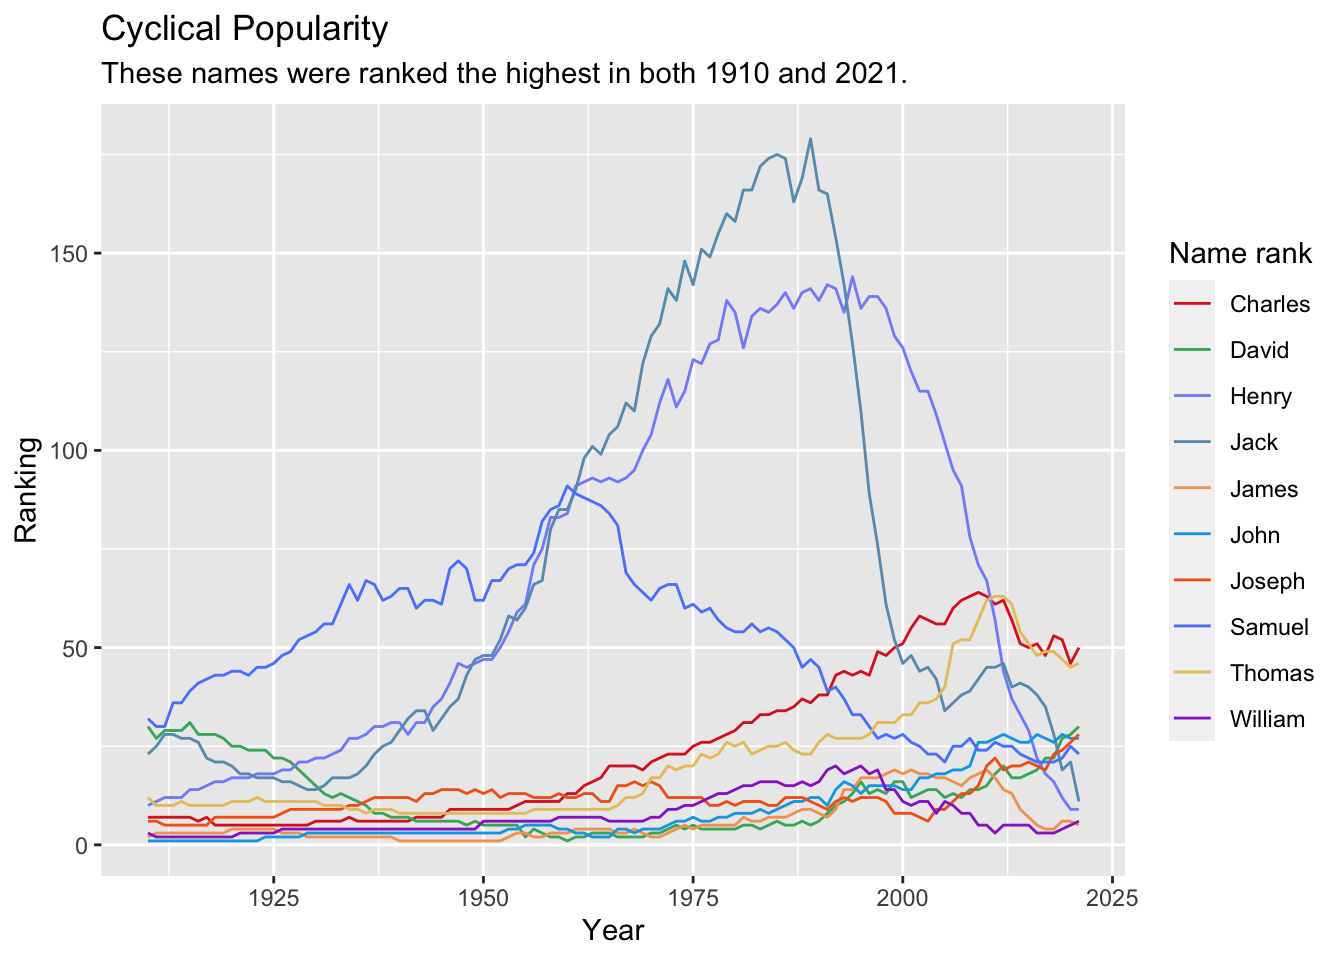 Cyclical Popularity
These names were ranked the highest in both 1910 and 2021.
Ranking
150
100
50
0
1925
1950
1975
2000
2025
Year
Name rank
Charles
David
Henry
Jack
James
John
Joseph
Samuel
Thomas
William